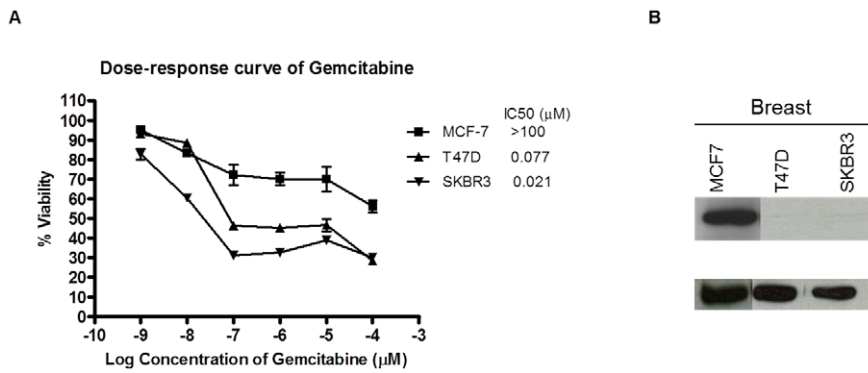 A
B
Dose-response curve of Gemcitabine
IC50 (μM)
MCF-7 >100
T47D 0.077
SKBR3 0.021
110
100
90
80
70
60
50
40
30
20
10
0
% Viability
-10 -9 -8 -7 -6 -5 -4 -3
Log Concentration of Gemcitabine (μM)
Breast
MCF7
T47D
SKBR3